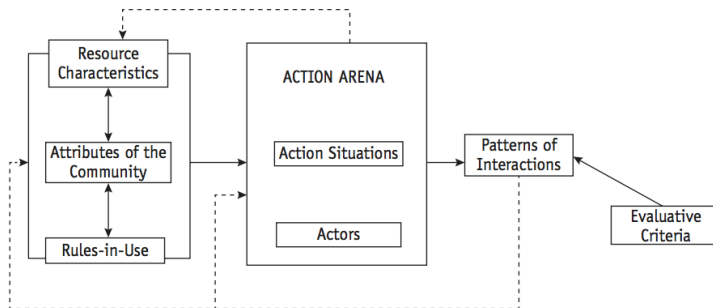 Resource
Characteristics
Attributes of the
Community
Rules-in-Use
ACTION ARENA
Action Situations
Actors
Patterns of
Interactions
Evaluative
Criteria